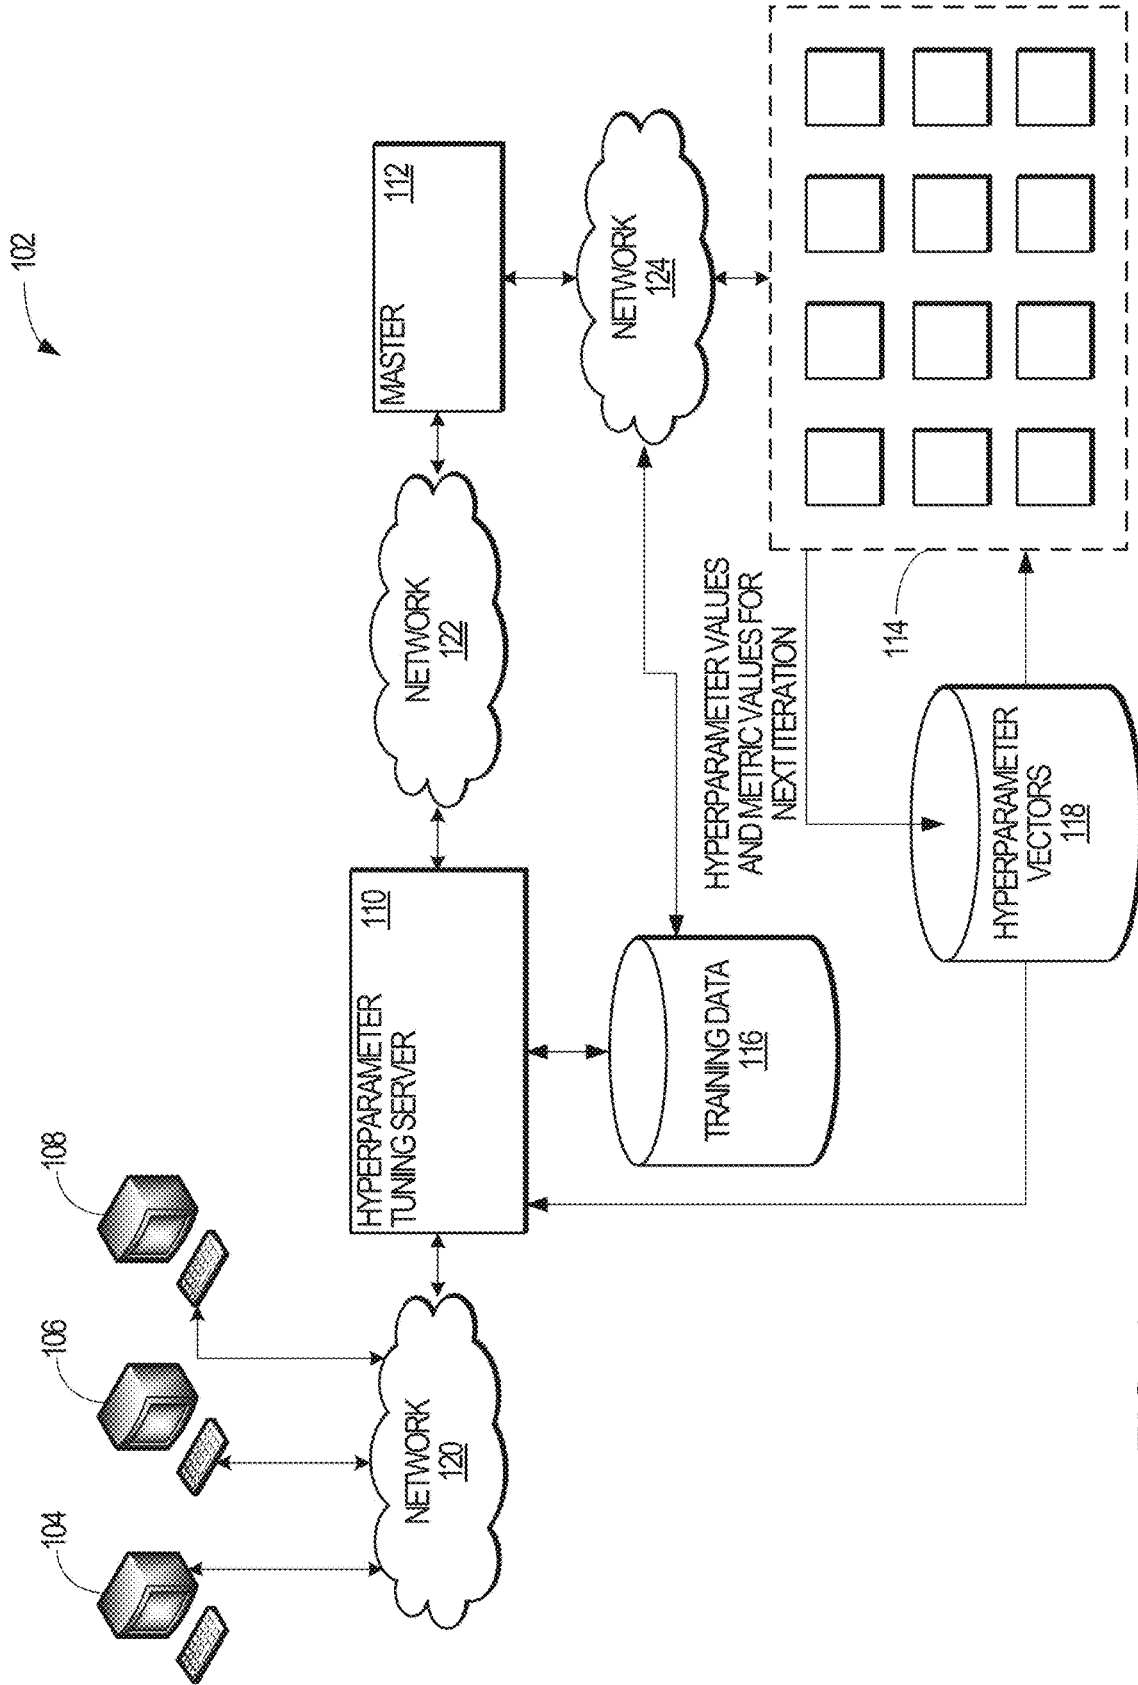 102
104
106
108
NETWORK
120
HYPERPARAMETER
TUNING SERVER
110
NETWORK
122
MASTER
112
TRAINING DATA
116
NETWORK
124
HYPERPARAMETER VALUES
AND METRIC VALUES FOR
NEXT ITERATION
HYPERPARAMETER
VECTORS
118
114